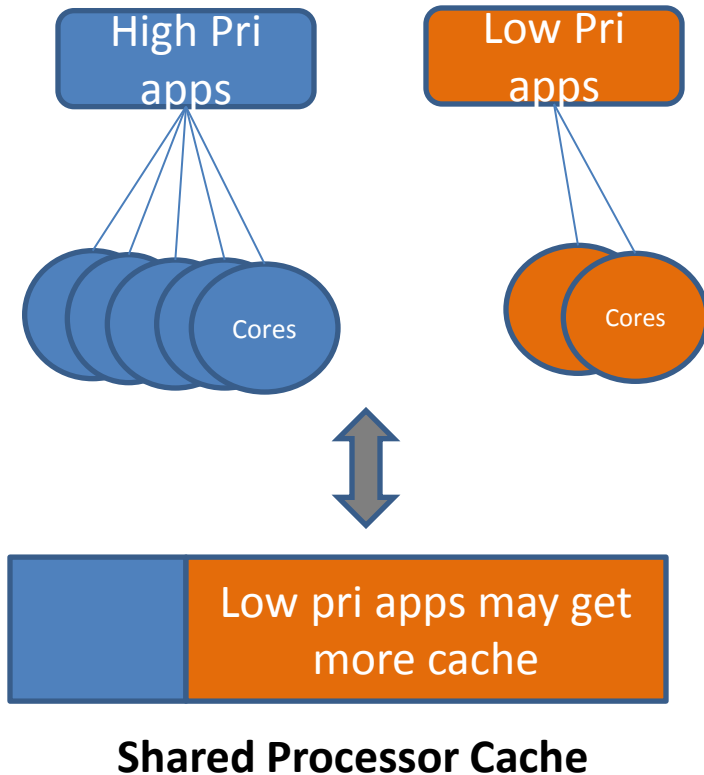 High Pri
apps
Low Pri
apps
Cores
Cores
Low pri apps may get
more cache
Shared Processor Cache